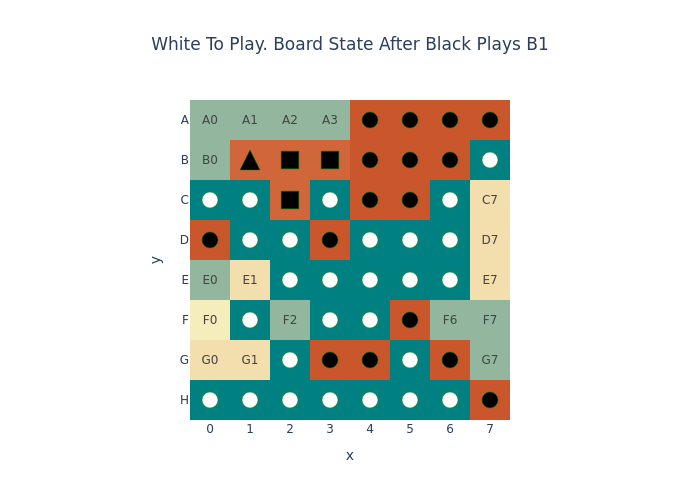 White To Play. Board State After Black Plays B1
A A0 A1 A2 A3
B B0
C C7
D D7
E E0 E1 E7
F F0 F2 F6 F7
G G0 G1 G7
H
0 1 2 3 4 5 6 7
x
y